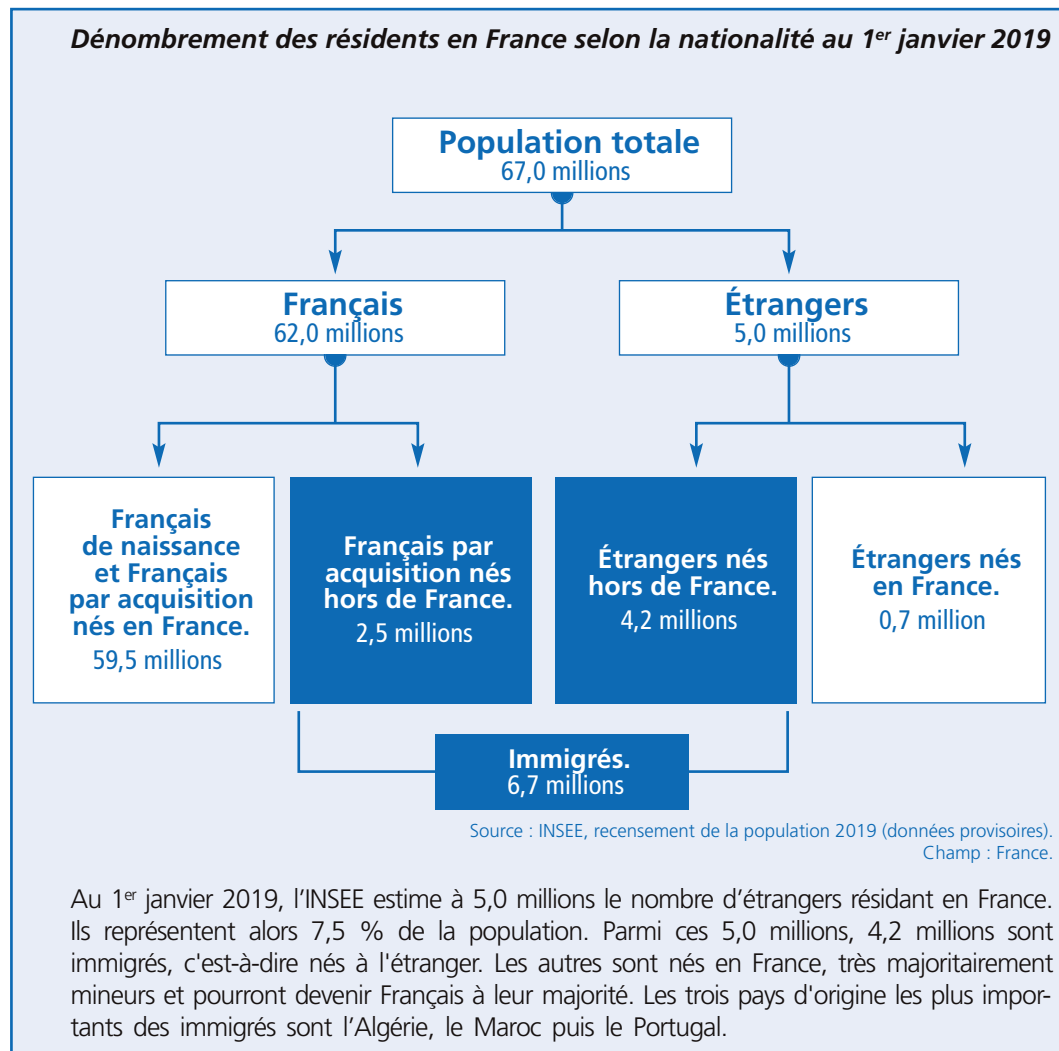 Dénombrement des résidents en France selon la nationalité au 1er janvier 2019
Population totale
67,0 millions
Français
62,0 millions
Étrangers
5,0 millions
Français
de naissance
et Français
par acquisition
nés en France.
59,5 millions
Français par
acquisition nés
hors de France.
2,5 millions
Étrangers nés
hors de France.
4,2 millions
Étrangers nés
en France.
0,7 million
Immigrés.
6,7 millions
Source : INSEE, recensement de la population 2019 (données provisoires).
Champ : France.
Au 1er janvier 2019, l’INSEE estime à 5,0 millions le nombre d’étrangers résidant en France.
Ils représentent alors 7,5 % de la population. Parmi ces 5,0 millions, 4,2 millions sont
immigrés, c'est-à-dire nés à l'étranger. Les autres sont nés en France, très majoritairement
mineurs et pourront devenir Français à leur majorité. Les trois pays d'origine les plus impor-
tants des immigrés sont l’Algérie, le Maroc puis le Portugal.